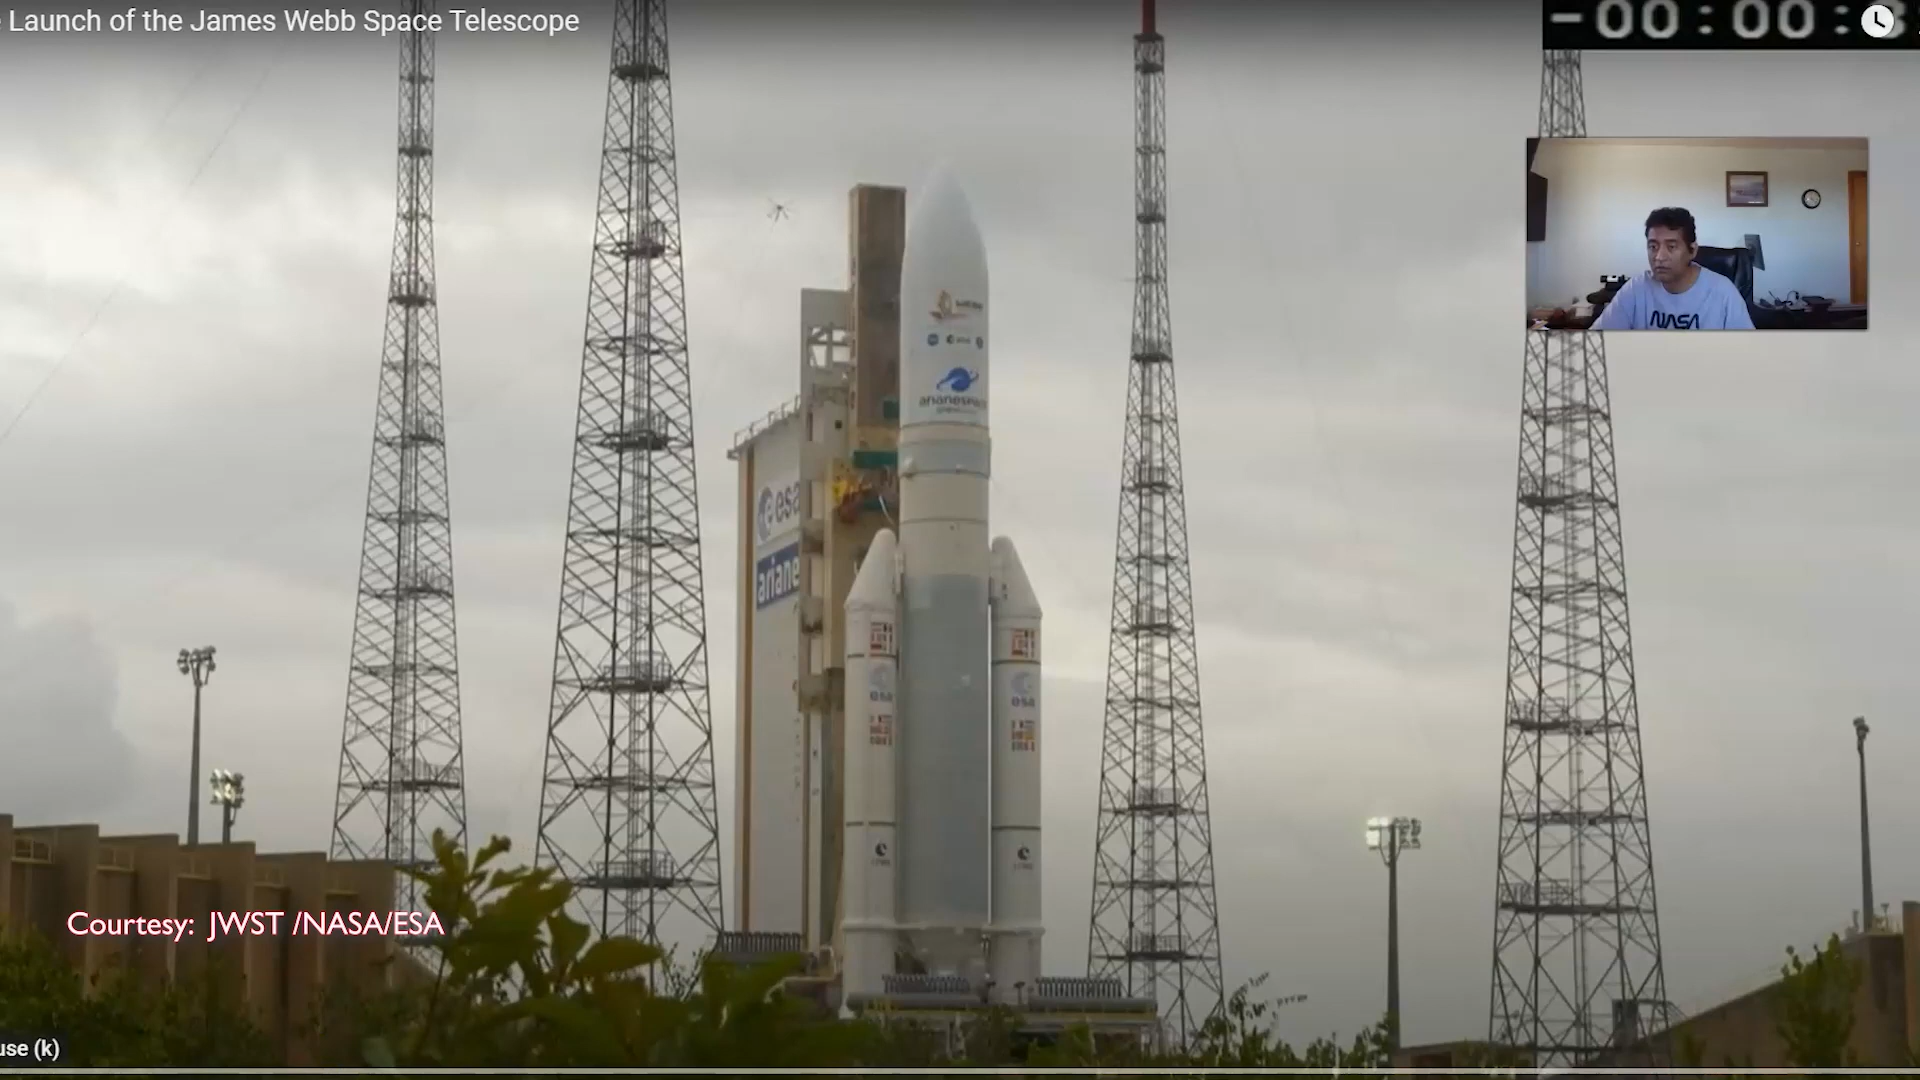 Launch of the James Webb Space Telescope
-00:00:
NASA
arianespace
esa
ariane
esa
esa
Courtesy: JWST /NASA/ESA
use (k)